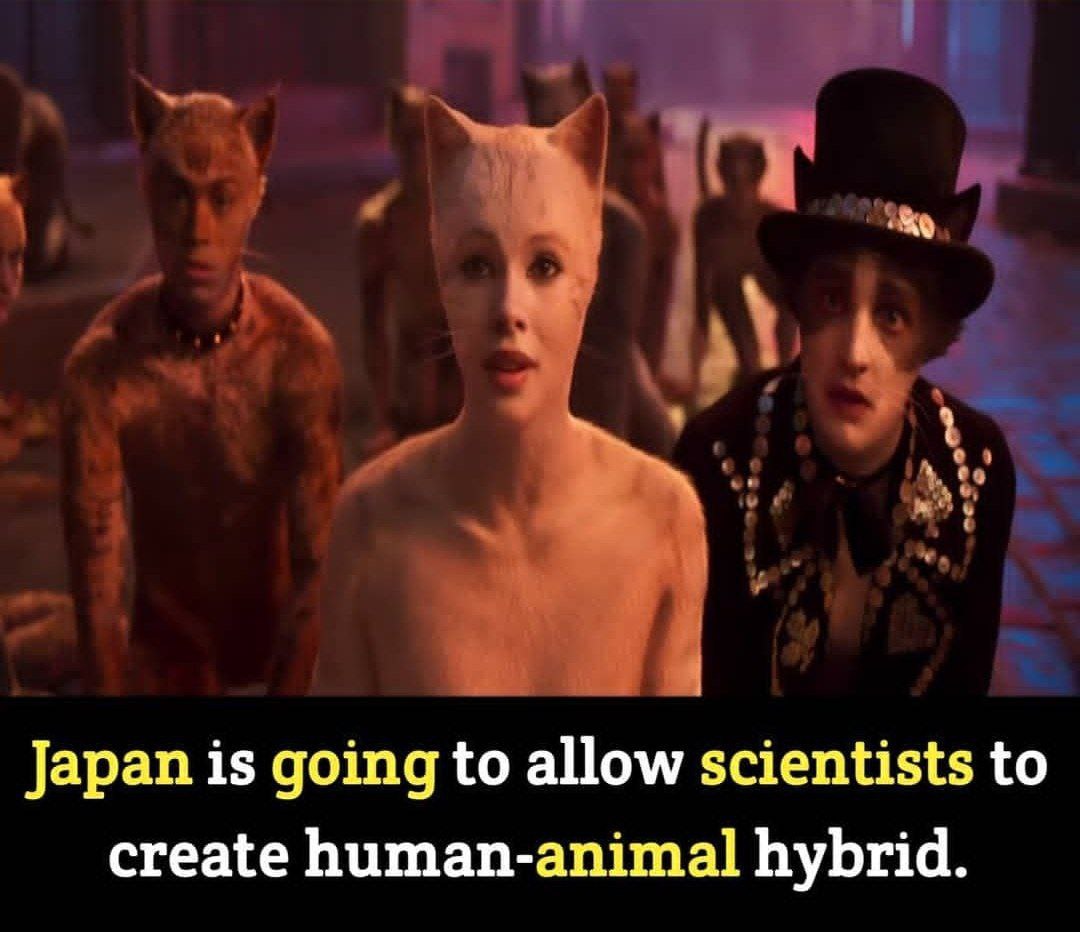 Japan is going to allow scientists to
create human-animal hybrid.